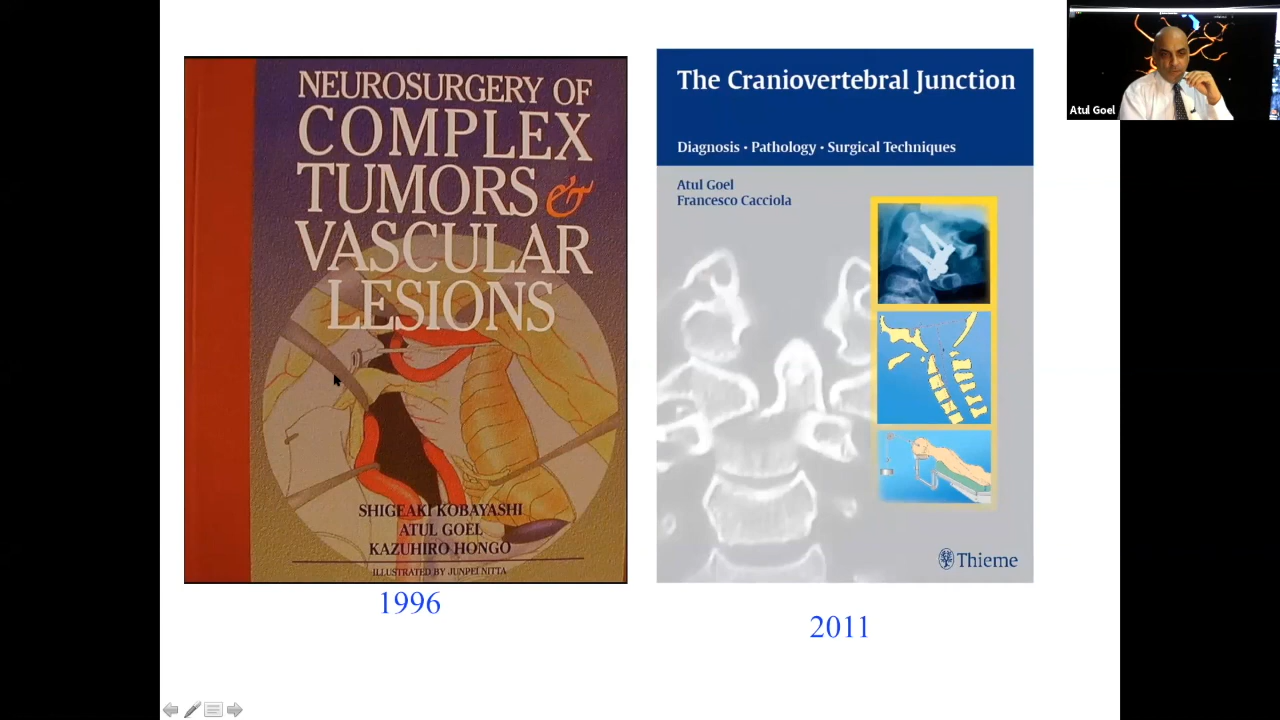 NEUROSURGERY OF
COMPLEX
TUMORS &
VASCULAR
LESIONS
SHIGEAKI KOBAYASHI
ATUL GOEL
KAZUHIRO HONGO
ILLUSTRATED BY JUNPEI NITTA
1996
The Craniovertebral Junction
Diagnosis • Pathology • Surgical Techniques
Atul Goel
Francesco Cacciola
Thieme
2011
Atul Goel